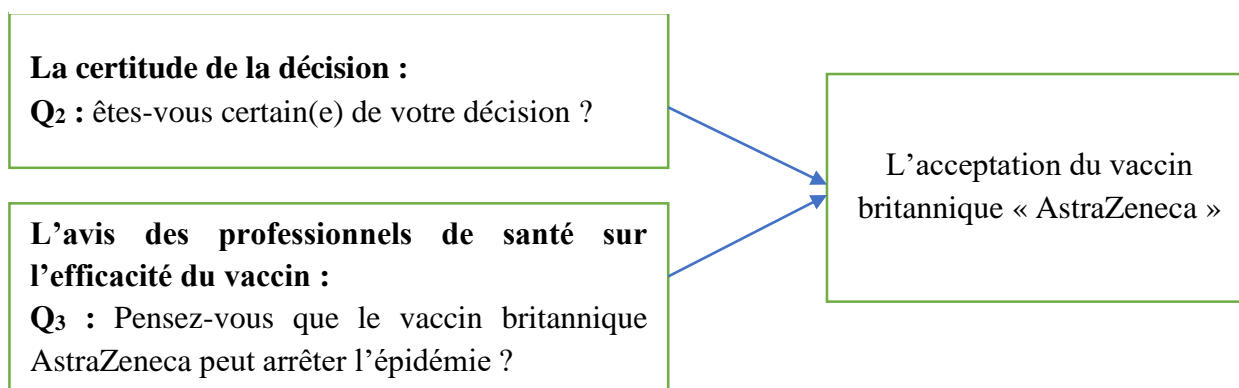 La certitude de la décision :
Q2 : êtes-vous certain(e) de votre décision ?
L’avis des professionnels de santé sur
l’efficacité du vaccin :
Q3 : Pensez-vous que le vaccin britannique
AstraZeneca peut arrêter l’épidémie ?
L’acceptation du vaccin
britannique « AstraZeneca »